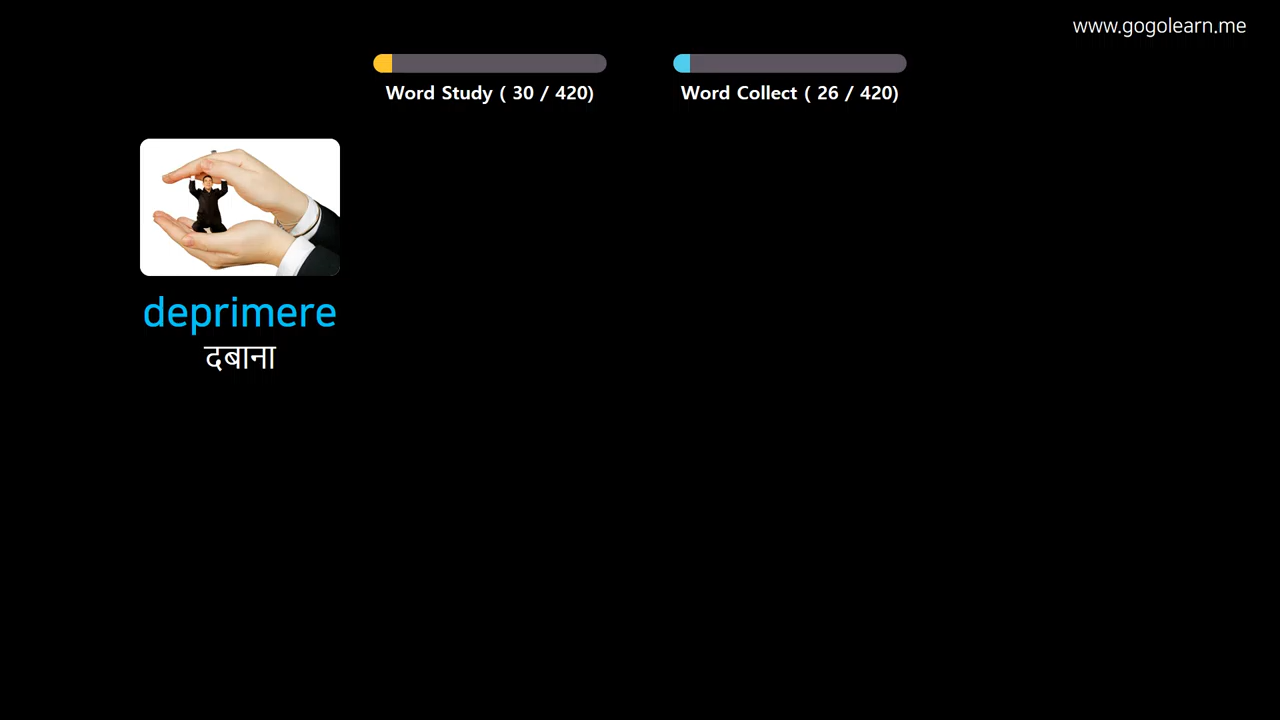 www.gogolearn.me
Word Study ( 30 / 420)
Word Collect ( 26 / 420)
deprimere
दबाना